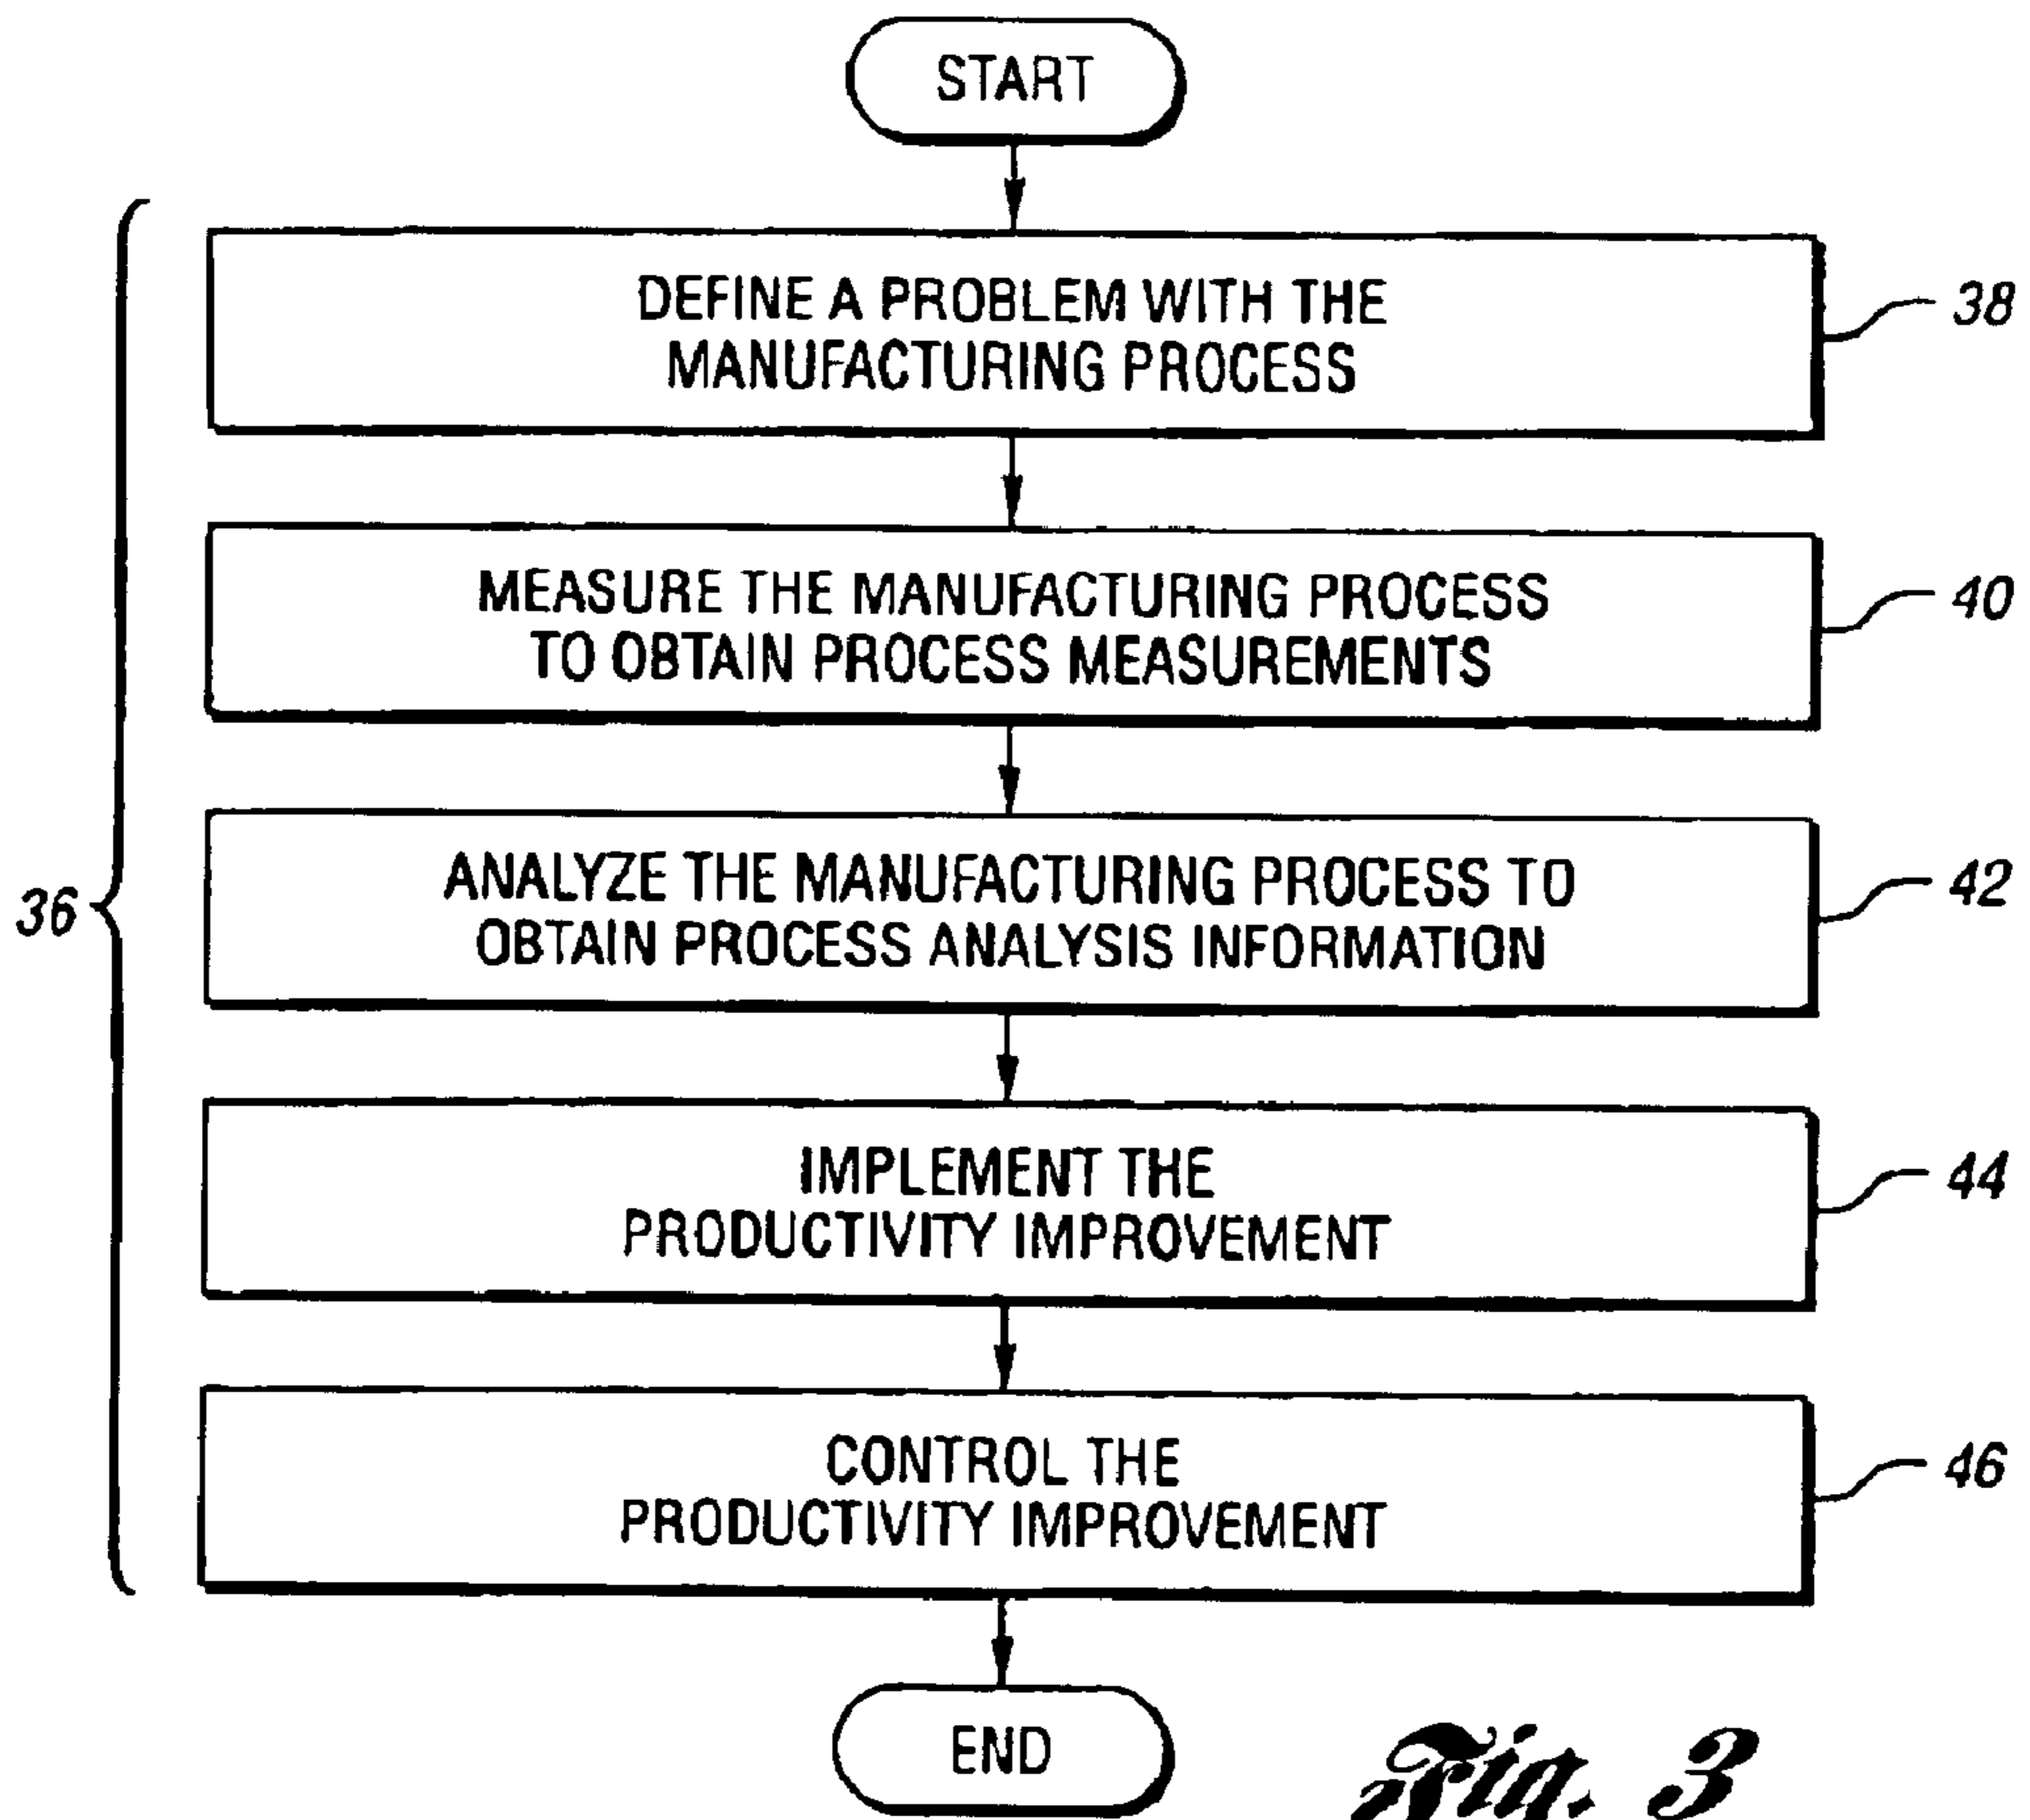 START
DEFINE A PROBLEM WITH THE
MANUFACTURING PROCESS
38
MEASURE THE MANUFACTURING PROCESS
TO OBTAIN PROCESS MEASUREMENTS
40
ANALYZE THE MANUFACTURING PROCESS TO
OBTAIN PROCESS ANALYSIS INFORMATION
42
36
IMPLEMENT THE
PRODUCTIVITY IMPROVEMENT
44
CONTROL THE
PRODUCTIVITY IMPROVEMENT
46
END
Fig. 3